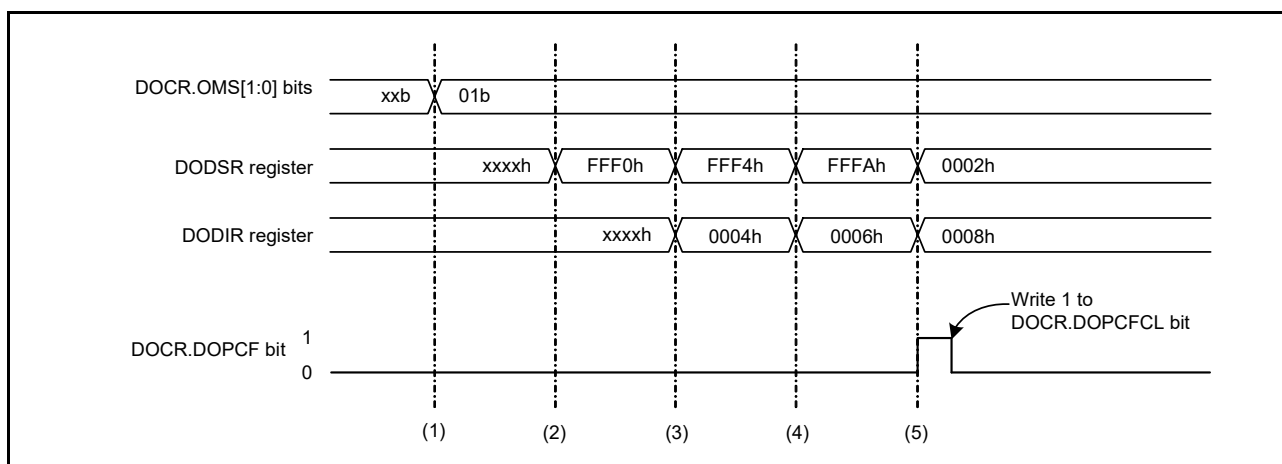 DOCR.OMS[1:0] bits
xxb 01b
DODSR register
xxxxh FFF0h FFF4h FFFAh 0002h
DODIR register
xxxxh 0004h 0006h 0008h
Write 1 to
DOCR.DOPCFCL bit
DOCR.DOPCF bit
1
0
(1) (2) (3) (4) (5)